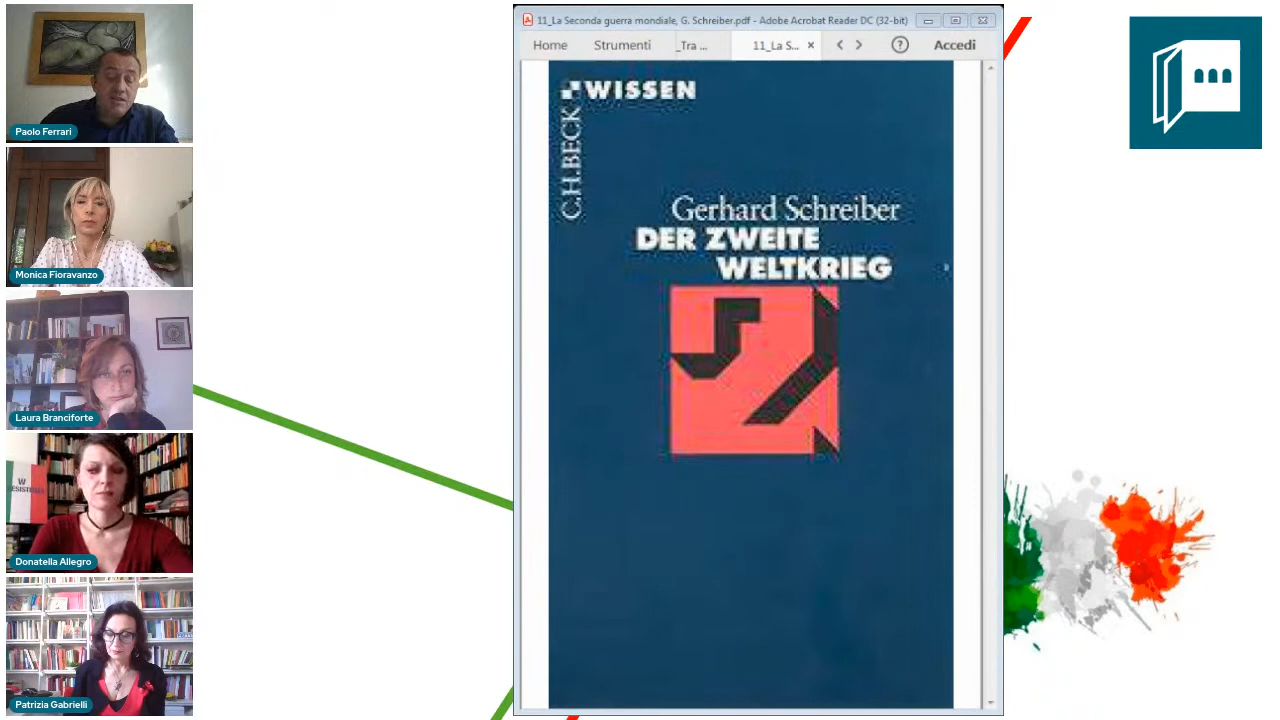 Paolo Ferrari
Monica Fioravanzo
Laura Branciforte
W
Donatella Allegro
Patrizia Gabrielli
11_La Seconda guerra mondiale, G. Schreiber.pdf - Adobe Acrobat Reader DC (32-bit)
Home Strumenti _Tra ... 11_La S... × < > ? Accedi
WISSEN
C.H.BECK
Gerhard Schreiber
DER ZWEITE
WELTKRIEG